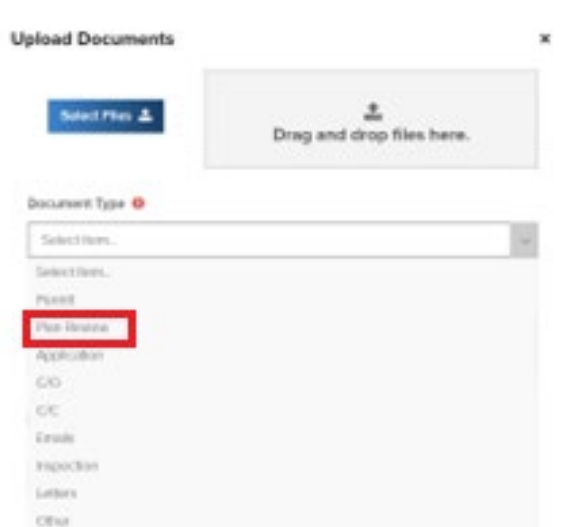 Upload Documents x
Select Files
Drag and drop files here.
Document Type
Select Item..
Select Item..
Permit
Plan Review
Application
C/O
C/C
Emails
Inspection
Letters
Other